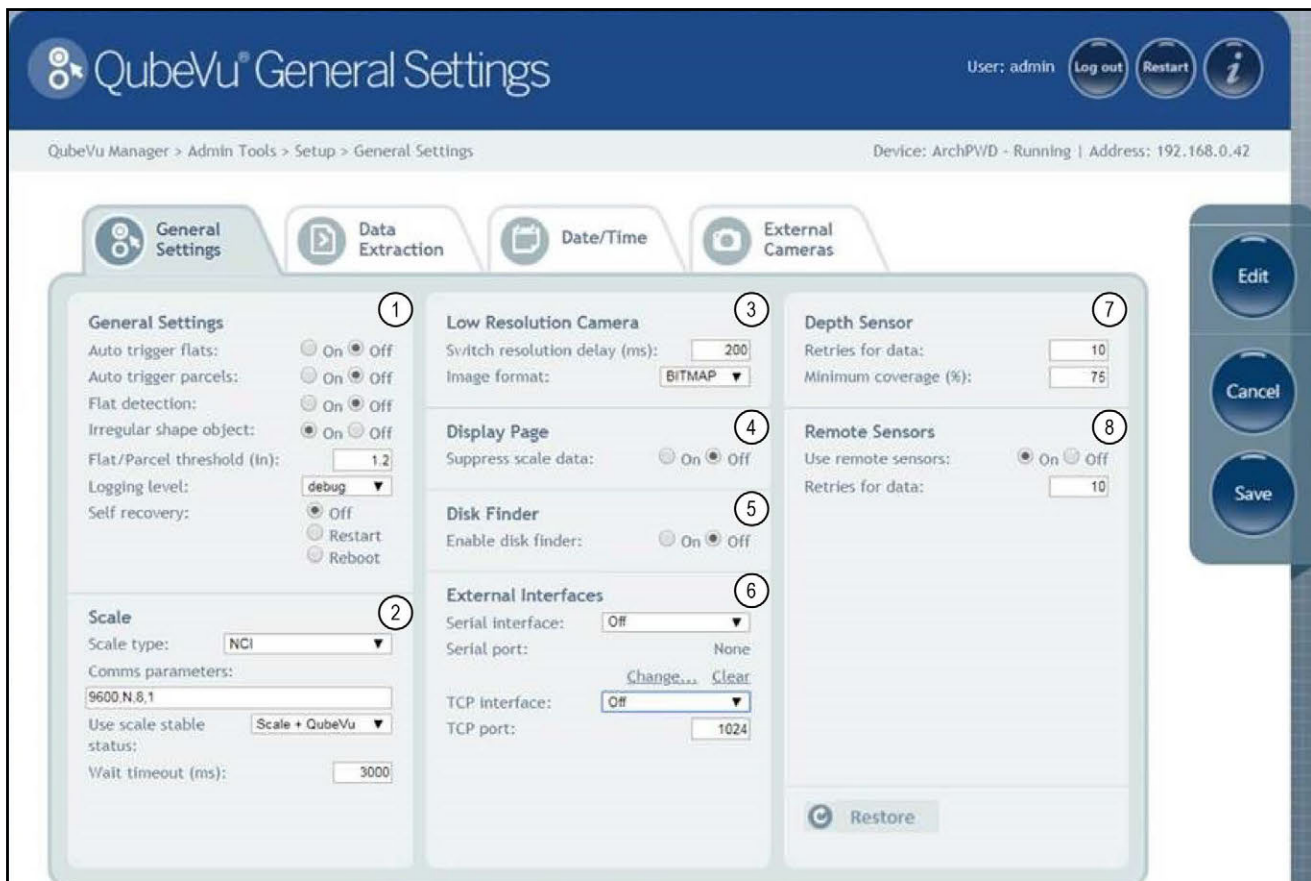 QubeVu® General Settings
User: admin
Log out
Restart
i
QubeVu Manager > Admin Tools > Setup > General Settings
Device: ArchPWD - Running | Address: 192.168.0.42
General Settings
Data Extraction
Date/Time
External Cameras
Edit
Cancel
Save
General Settings 1
Auto trigger flats: On Off
Auto trigger parcels: On Off
Flat detection: On Off
Irregular shape object: On Off
Flat/Parcel threshold (in): 1.2
Logging level: debug
Self recovery: Off
Restart
Reboot
Scale 2
Scale type: NCI
Comms parameters:
9600,N,8,1
Use scale stable status: Scale + QubeVu
Wait timeout (ms): 3000
Low Resolution Camera 3
Switch resolution delay (ms): 200
Image format: BITMAP
Display Page 4
Suppress scale data: On Off
Disk Finder 5
Enable disk finder: On Off
External Interfaces 6
Serial interface: Off
Serial port: None
Change... Clear
TCP Interface: Off
TCP port: 1024
Depth Sensor 7
Retries for data: 10
Minimum coverage (%): 75
Remote Sensors 8
Use remote sensors: On Off
Retries for data: 10
Restore